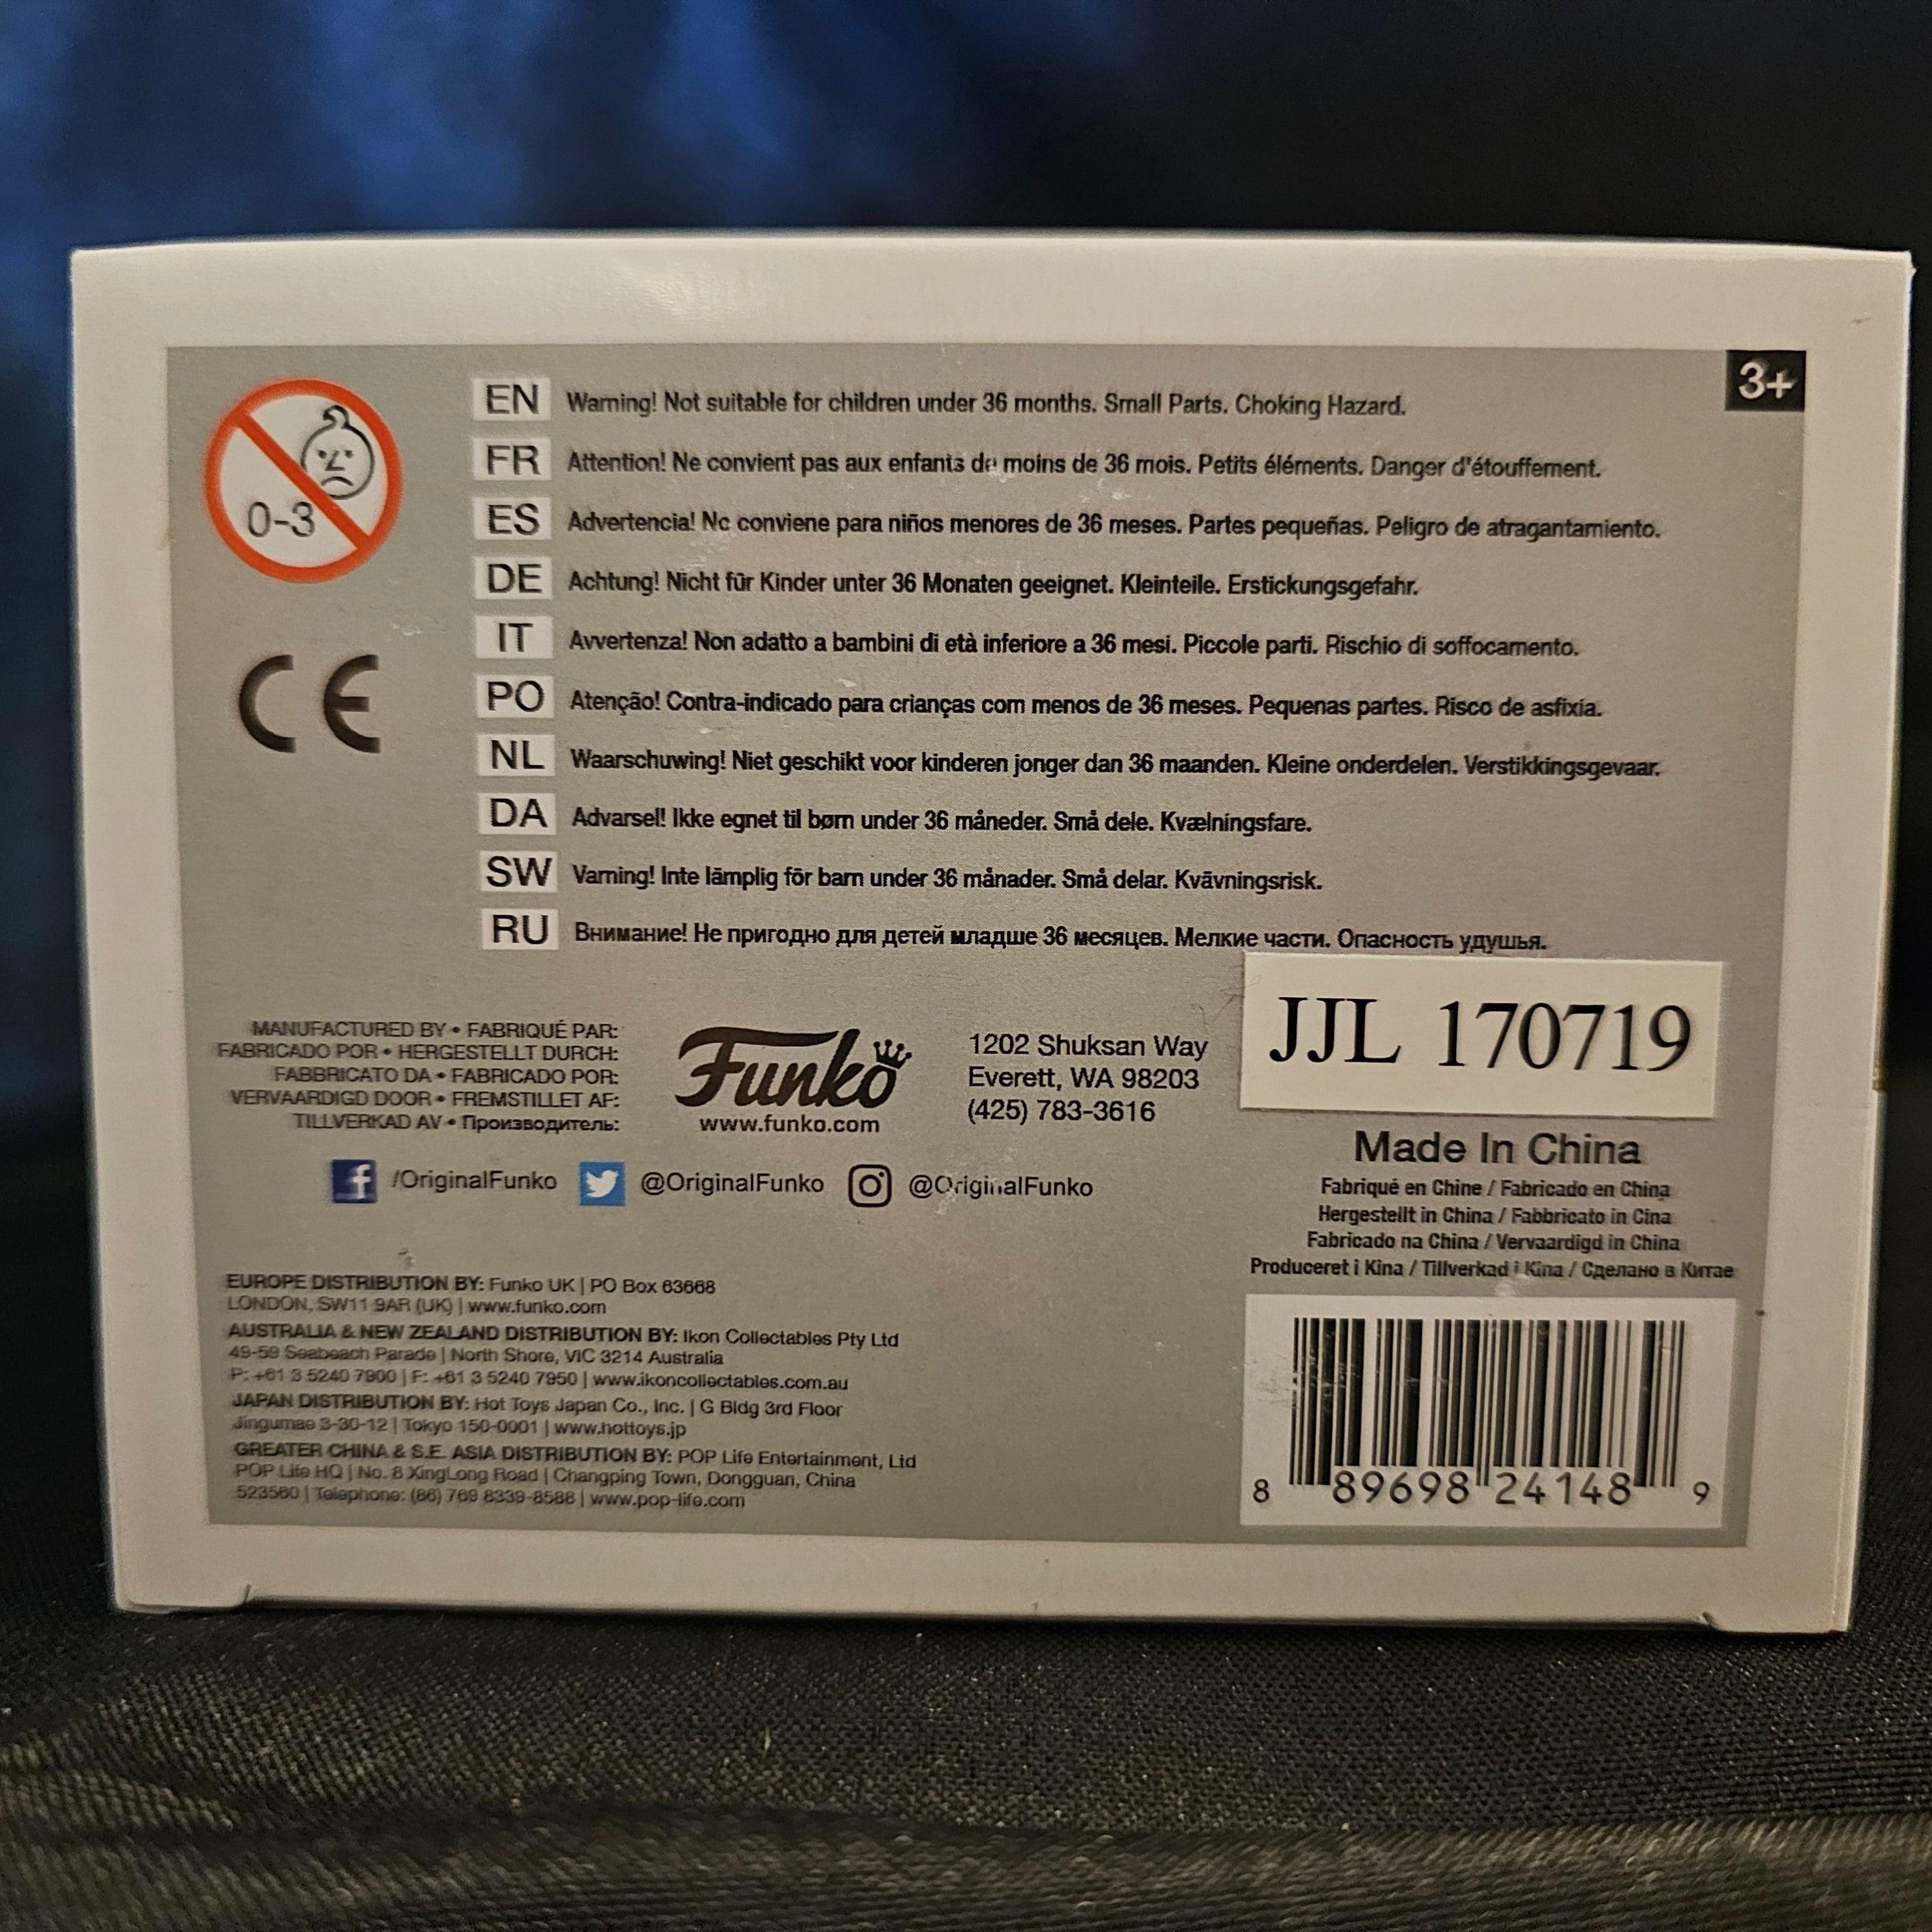 3+
0-3
CE
EN Warning! Not suitable for children under 36 months. Small Parts. Choking Hazard.
FR Attention! Ne convient pas aux enfants de moins de 36 mois. Petits éléments. Danger d'étouffement.
ES Advertencia! No conviene para niños menores de 36 meses. Partes pequeñas. Peligro de atragantamiento.
DE Achtung! Nicht für Kinder unter 36 Monaten geeignet. Kleinteile. Erstickungsgefahr.
IT Avvertenza! Non adatto a bambini di età inferiore a 36 mesi. Piccole parti. Rischio di soffocamento.
PO Atenção! Contra-indicado para crianças com menos de 36 meses. Pequenas partes. Risco de asfixia.
NL Waarschuwing! Niet geschikt voor kinderen jonger dan 36 maanden. Kleine onderdelen. Verstikkingsgevaar.
DA Advarsel! Ikke egnet til børn under 36 måneder. Små dele. Kvælningsfare.
SW Varning! Inte lämplig för barn under 36 månader. Små delar. Kvävningsrisk.
RU Внимание! Не пригодно для детей младше 36 месяцев. Мелкие части. Опасность удушья.
MANUFACTURED BY • FABRIQUÉ PAR:
FABRICADO POR • HERGESTELLT DURCH:
FABBRICATO DA • FABRICADO POR:
VERVAARDIGD DOOR • FREMSTILLET AF:
TILLVERKAD AV • Производитель:
Funko
www.funko.com
1202 Shuksan Way
Everett, WA 98203
(425) 783-3616
JJL 170719
/OriginalFunko @OriginalFunko @OriginalFunko
Made In China
Fabriqué en Chine / Fabricado en China
Hergestellt in China / Fabbricato in Cina
Fabricado na China / Vervaardigd in China
Produceret i Kina / Tillverkad i Kina / Сделано в Китае
EUROPE DISTRIBUTION BY: Funko UK | PO Box 63668
LONDON, SW11 9AR (UK) | www.funko.com
AUSTRALIA & NEW ZEALAND DISTRIBUTION BY: Ikon Collectables Pty Ltd
49-59 Seabeach Parade | North Shore, VIC 3214 Australia
P: +61 3 5240 7900 | F: +61 3 5240 7950 | www.ikoncollectables.com.au
JAPAN DISTRIBUTION BY: Hot Toys Japan Co., Inc. | G Bldg 3rd Floor
Jingumae 3-30-12 | Tokyo 150-0001 | www.hottoys.jp
GREATER CHINA & S.E. ASIA DISTRIBUTION BY: POP Life Entertainment, Ltd
POP Life HQ | No. 8 XingLong Road | Changping Town, Dongguan, China
523560 | Telephone: (86) 769 8339-8588 | www.pop-life.com
8 89698 24148 9